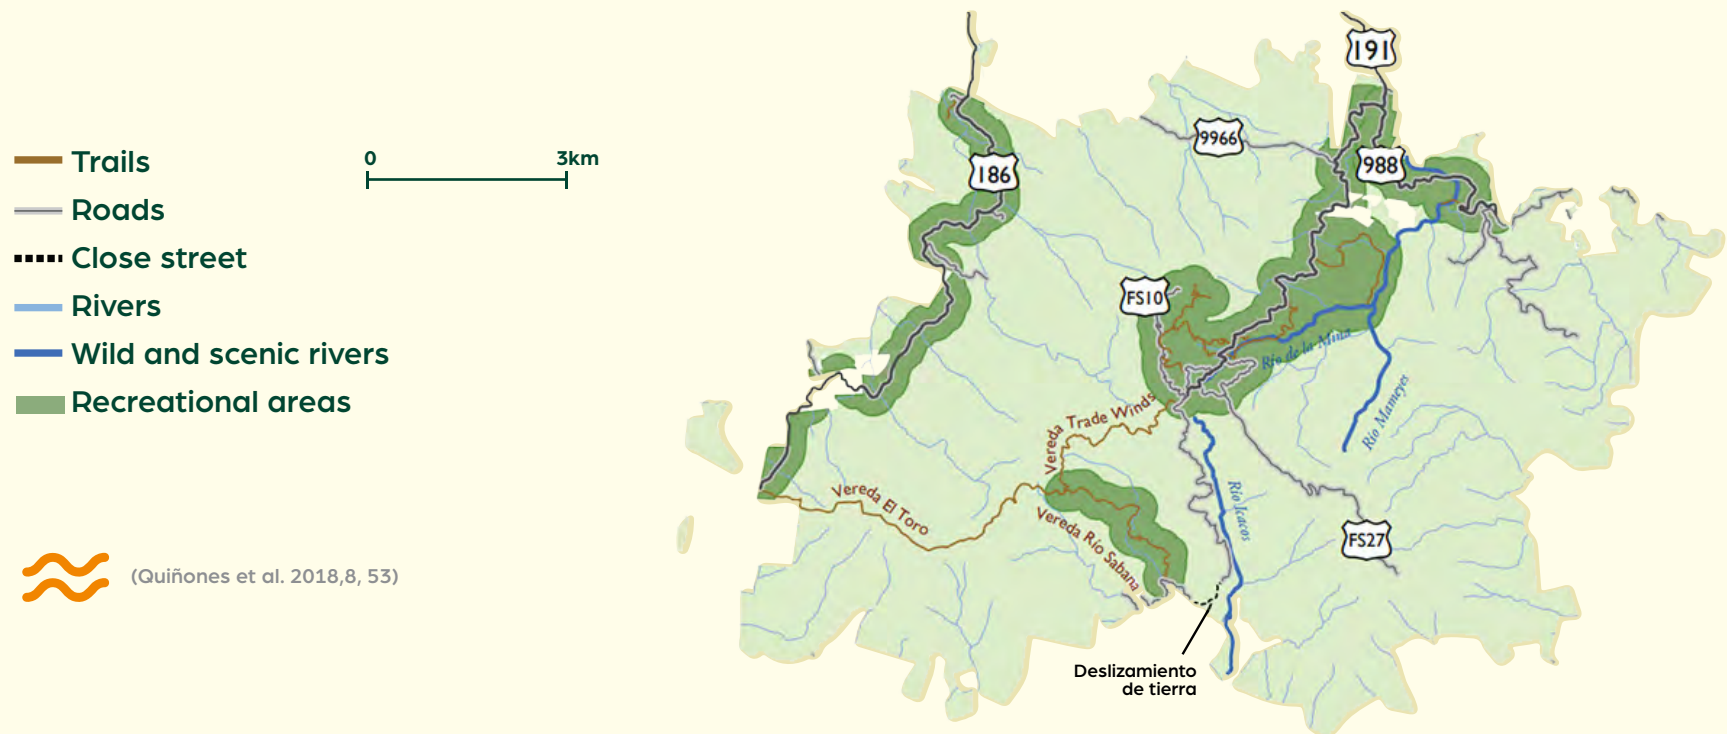 Trails
Roads
Close street
Rivers
Wild and scenic rivers
Recreational areas
0 3km
(Quiñones et al. 2018,8, 53)
191
9966
988
186
FS10
Río de la Mina
Río Mameyes
Vereda Trade Winds
Vereda El Toro
Vereda Río Sabana
Río Icacos
FS27
Deslizamiento
de tierra